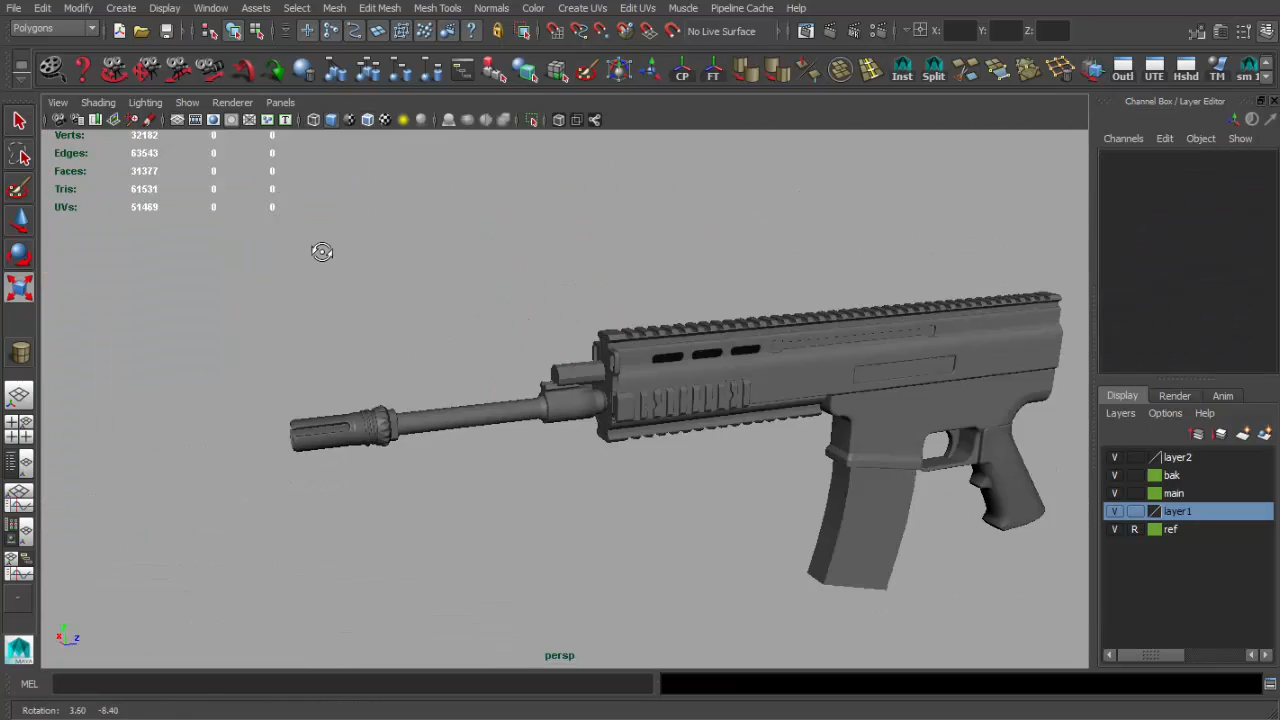 File Edit Modify Create Display Window Assets Select Mesh Edit Mesh Mesh Tools Normals Color Create UVs Edit UVs Muscle Pipeline Cache Help
Polygons No Live Surface X: Y: Z:
CP FT Inst Split Outl UTE Hshd TM sm 1
View Shading Lighting Show Renderer Panels
Channel Box / Layer Editor
Channels Edit Object Show
Verts: 32182 0 0
Edges: 63543 0 0
Faces: 31377 0 0
Tris: 61531 0 0
UVs: 51469 0 0
Display Render Anim
Layers Options Help
V layer2
V bak
V main
V layer1
V R ref
y
x z
persp
MAYA
MEL
Rotation: 3.60 -8.40